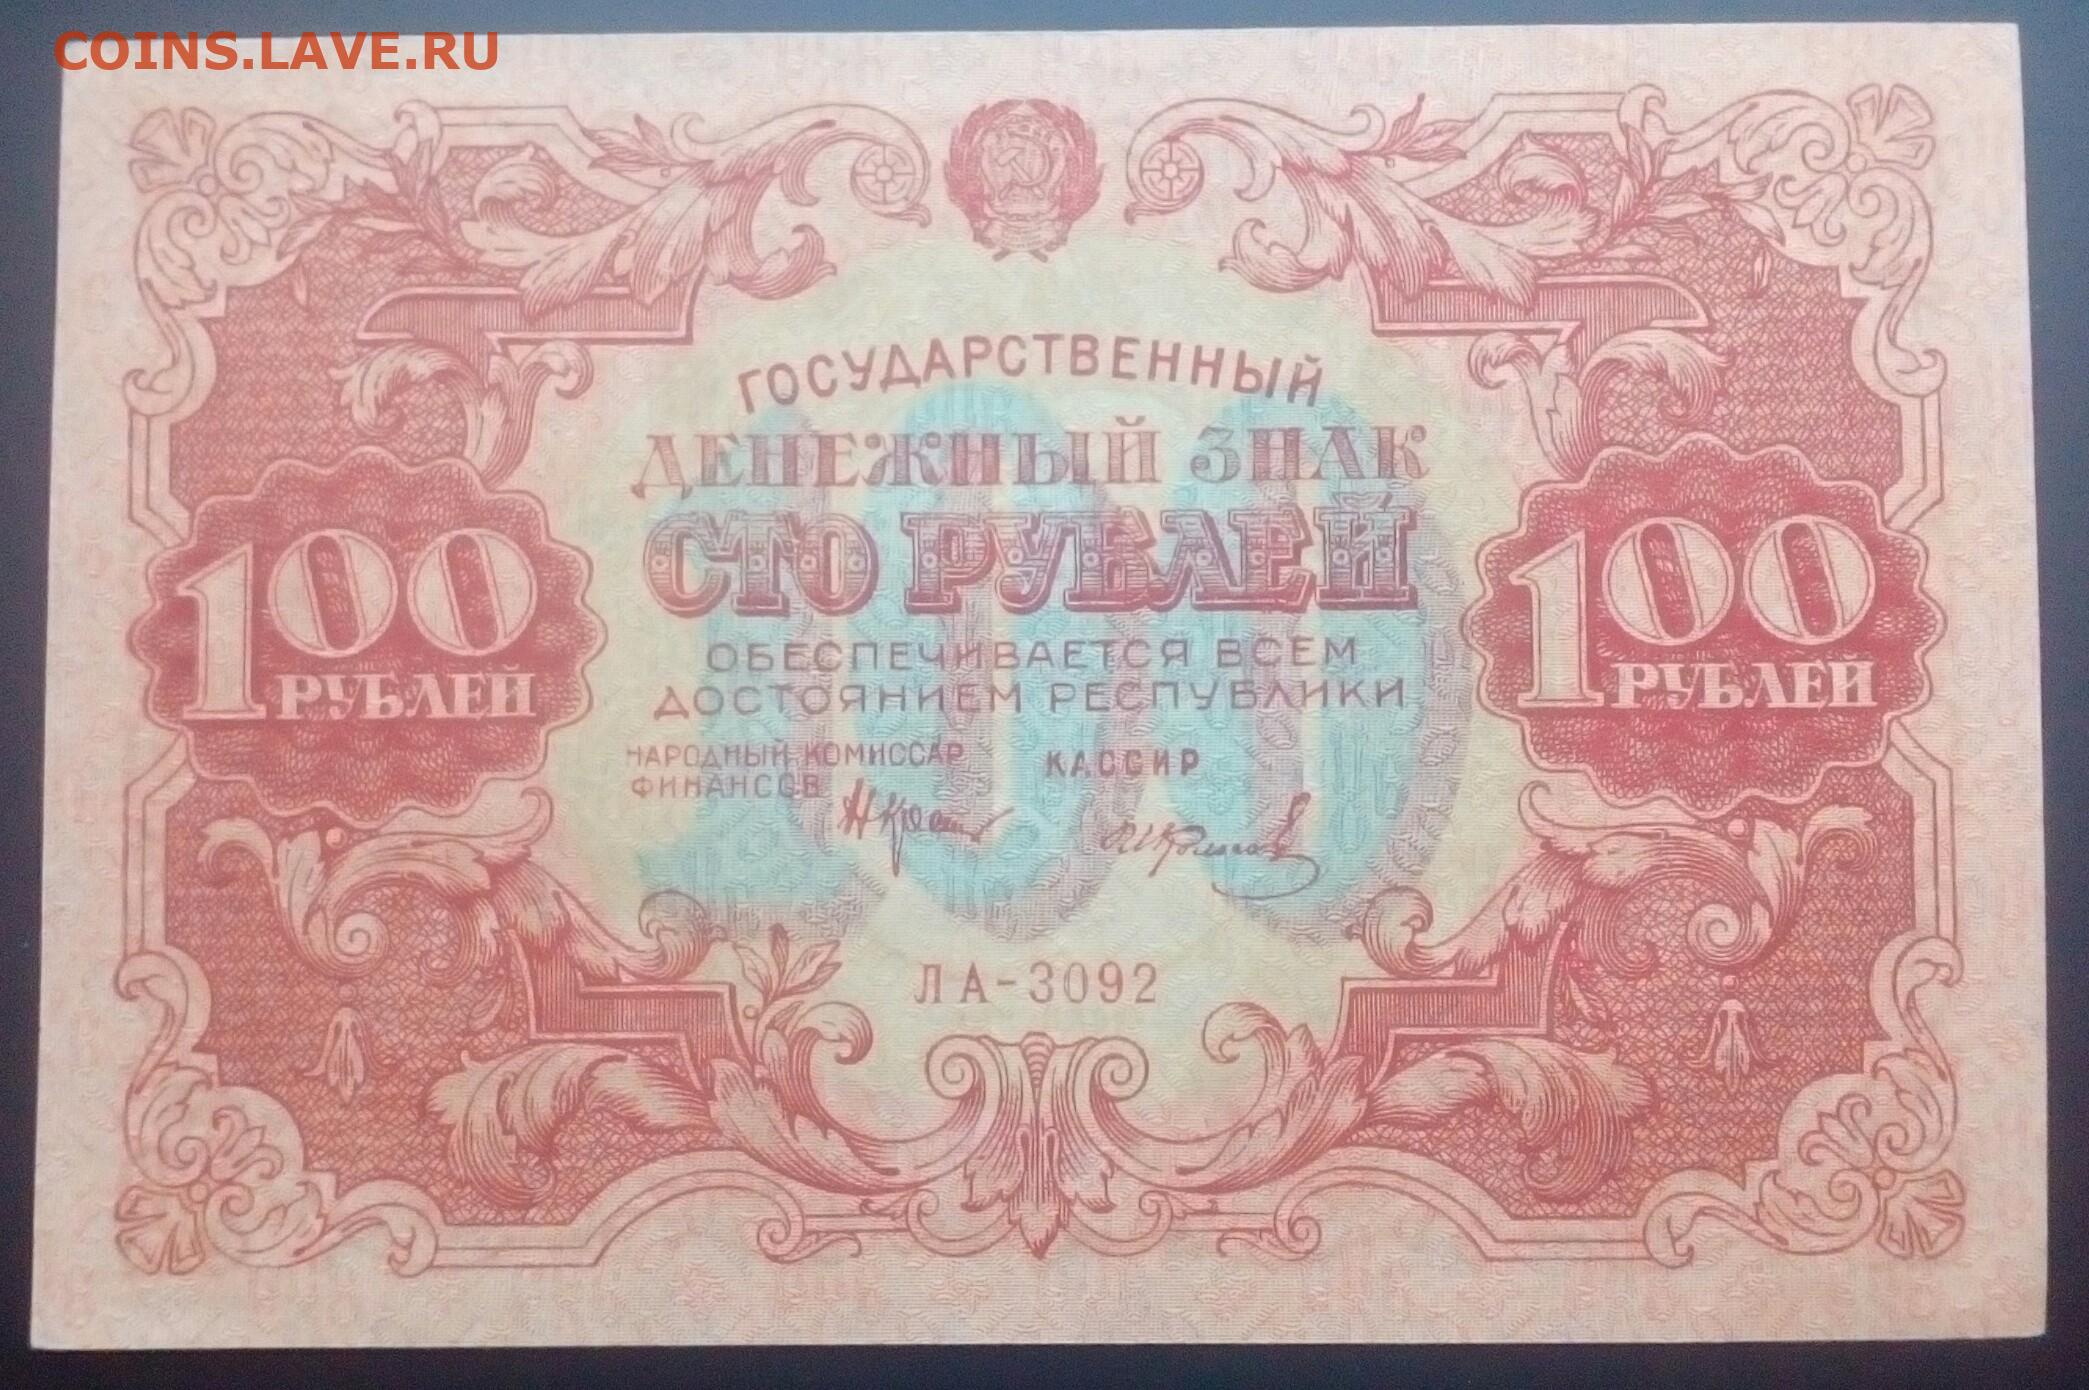 COINS.LAVE.RU
ГОСУДАРСТВЕННЫЙ
ДЕНЕЖНЫЙ ЗНАК
СТО РУБЛЕЙ
100
ОБЕСПЕЧИВАЕТСЯ ВСЕМ
ДОСТОЯНИЕМ РЕСПУБЛИКИ
100
РУБЛЕЙ
100
РУБЛЕЙ
НАРОДНЫЙ КОМИССАР
ФИНАНСОВ
КАССИР
ЛА-3092